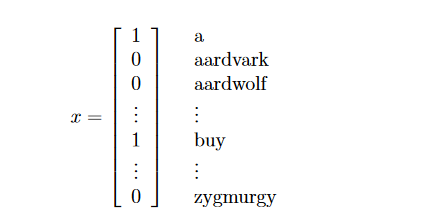 1 a
0 aardvark
0 aardwolf
⋮ ⋮
x = 1 buy
⋮ ⋮
0 zygmurgy